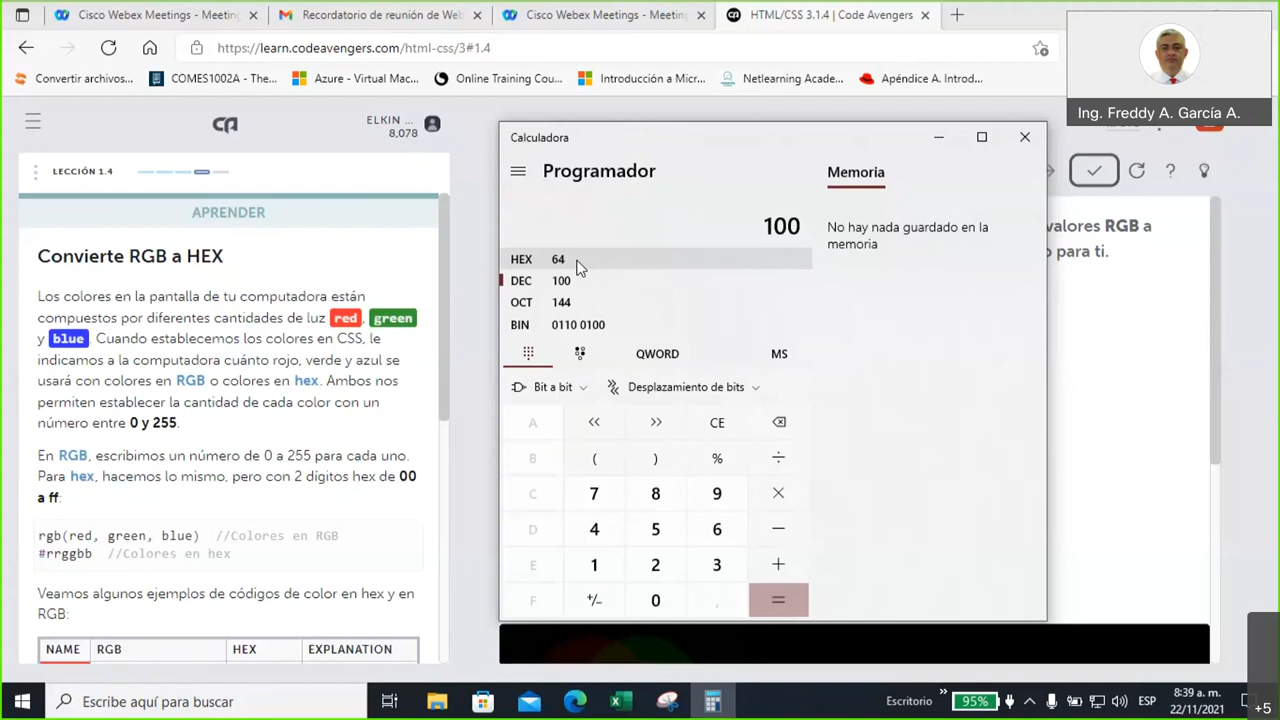 Cisco Webex Meetings - Meetin
Recordatorio de reunión de Web
Cisco Webex Meetings - Meeting
HTML/CSS 3.1.4 | Code Avengers
https://learn.codeavengers.com/html-css/3#1.4
Convertir archivos...
COMES1002A - The...
Azure - Virtual Mac...
Online Training Cou...
Introducción a Micr...
Netlearning Acade...
Apéndice A. Introd...
Ing. Freddy A. García A.
ELKIN ...
8,078
LECCIÓN 1.4
APRENDER
Convierte RGB a HEX
Los colores en la pantalla de tu computadora están
compuestos por diferentes cantidades de luz red, green
y blue. Cuando establecemos los colores en CSS, le
indicamos a la computadora cuánto rojo, verde y azul se
usará con colores en RGB o colores en hex. Ambos nos
permiten establecer la cantidad de cada color con un
número entre 0 y 255.
En RGB, escribimos un número de 0 a 255 para cada uno.
Para hex, hacemos lo mismo, pero con 2 dígitos hex de 00
a ff:
rgb(red, green, blue) //Colores en RGB
#rrggbb //Colores en hex
Veamos algunos ejemplos de códigos de color en hex y en
RGB:
NAME RGB HEX EXPLANATION
Calculadora
Programador
Memoria
100
No hay nada guardado en la
memoria
HEX 64
DEC 100
OCT 144
BIN 0110 0100
QWORD MS
Bit a bit Desplazamiento de bits
A << >> CE
B ( ) % ÷
C 7 8 9 ×
D 4 5 6 −
E 1 2 3 +
F +/− 0 , =
valores RGB a
o para ti.
Escribe aquí para buscar
Escritorio
95%
ESP
8:39 a. m.
22/11/2021
+5